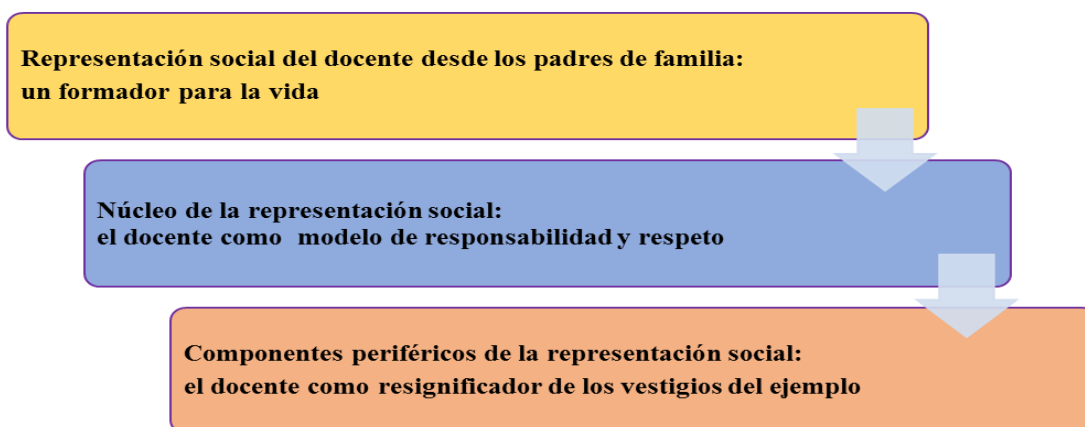 Representación social del docente desde los padres de familia:
un formador para la vida
Núcleo de la representación social:
el docente como modelo de responsabilidad y respeto
Componentes periféricos de la representación social:
el docente como resignificador de los vestigios del ejemplo